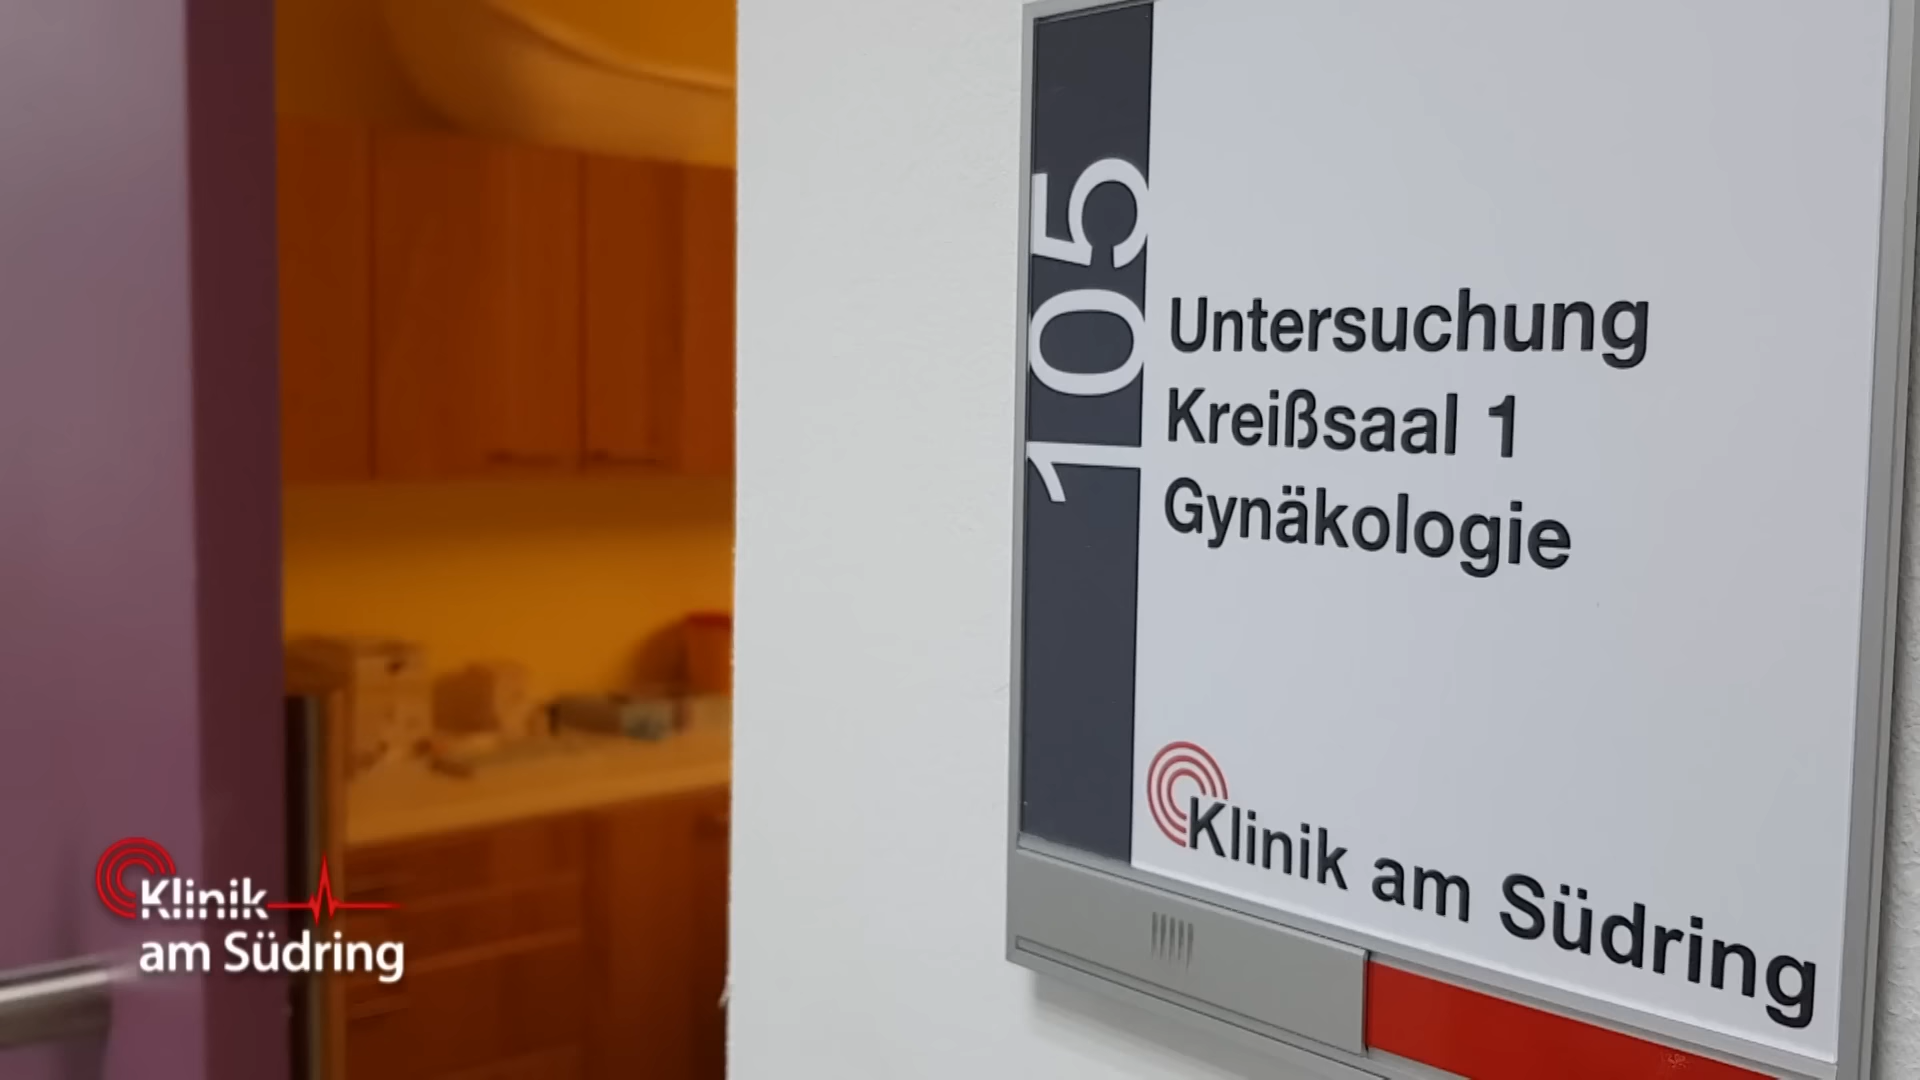 105
Untersuchung
Kreißsaal 1
Gynäkologie
Klinik am Südring
Klinik
am Südring